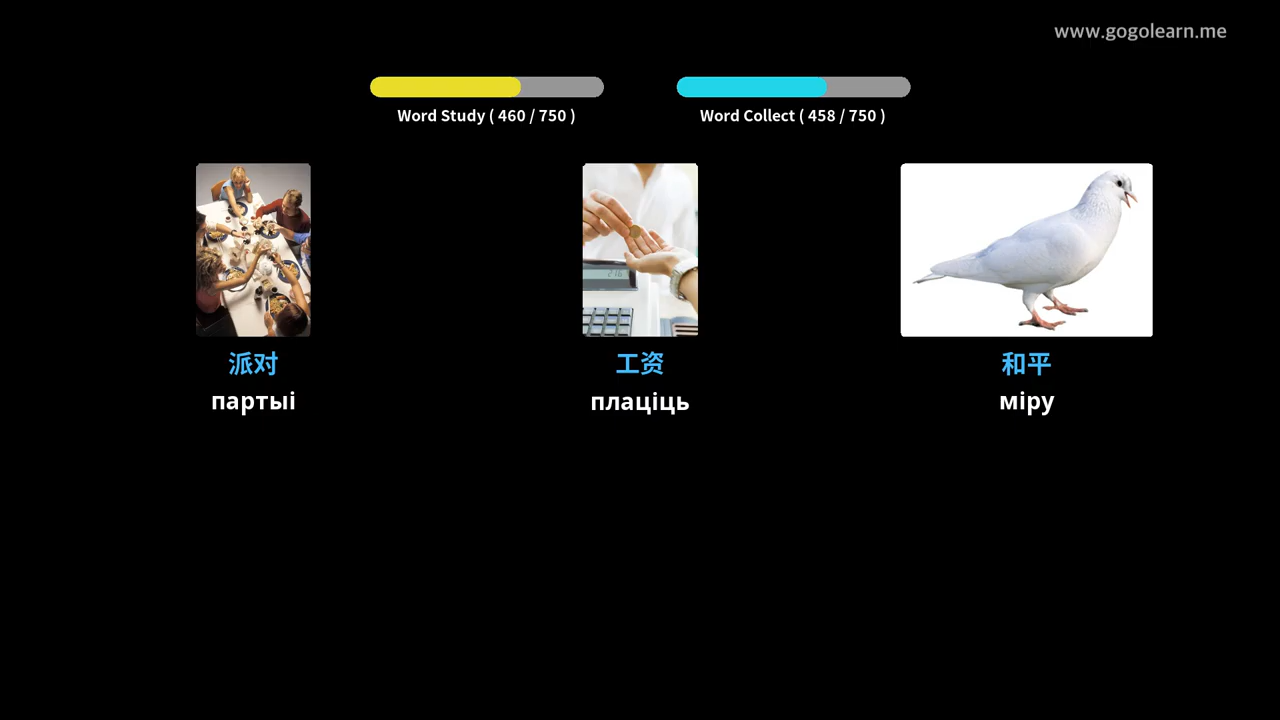 www.gogolearn.me
Word Study ( 460 / 750 )
Word Collect ( 458 / 750 )
派对
工资
和平
партыі
плаціць
міру